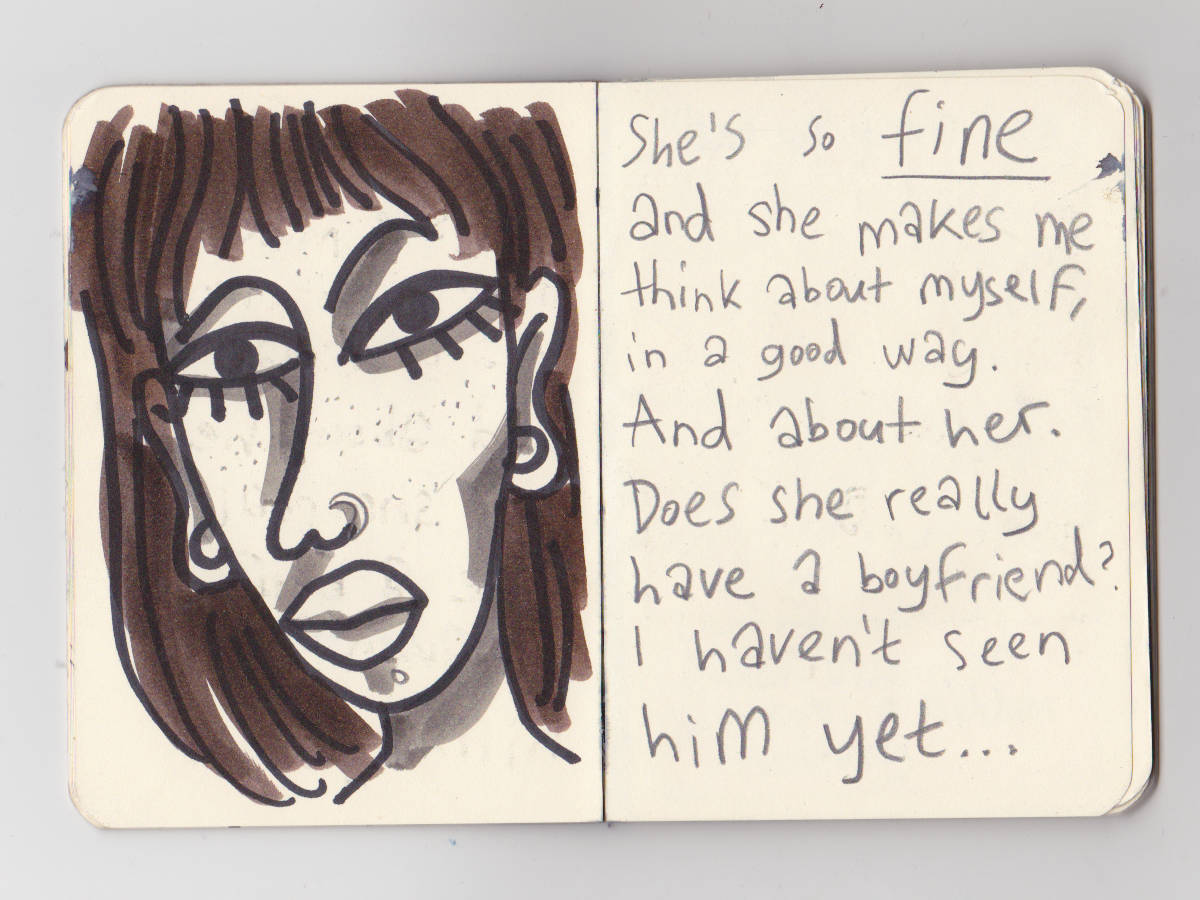 She's so fine
and she makes me
think about myself,
in a good way.
And about her.
Does she really
have a boyfriend?
I haven't seen
him yet...